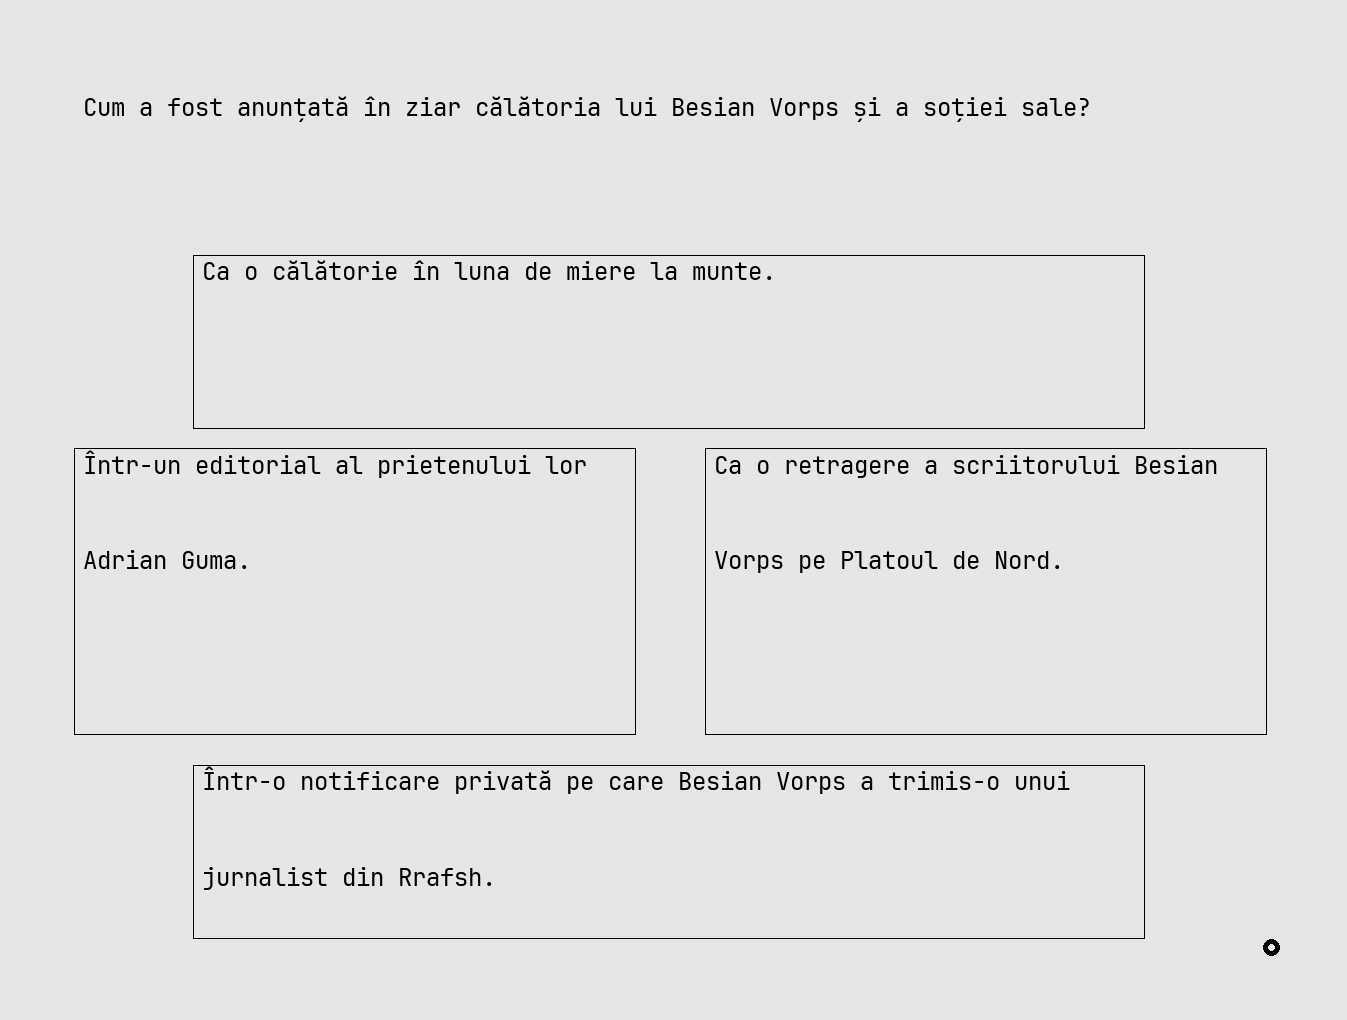 Cum a fost anunțată în ziar călătoria lui Besian Vorps și a soției sale?
Ca o călătorie în luna de miere la munte.
Într-un editorial al prietenului lor
Adrian Guma.
Ca o retragere a scriitorului Besian
Vorps pe Platoul de Nord.
Într-o notificare privată pe care Besian Vorps a trimis-o unui
jurnalist din Rrafsh.